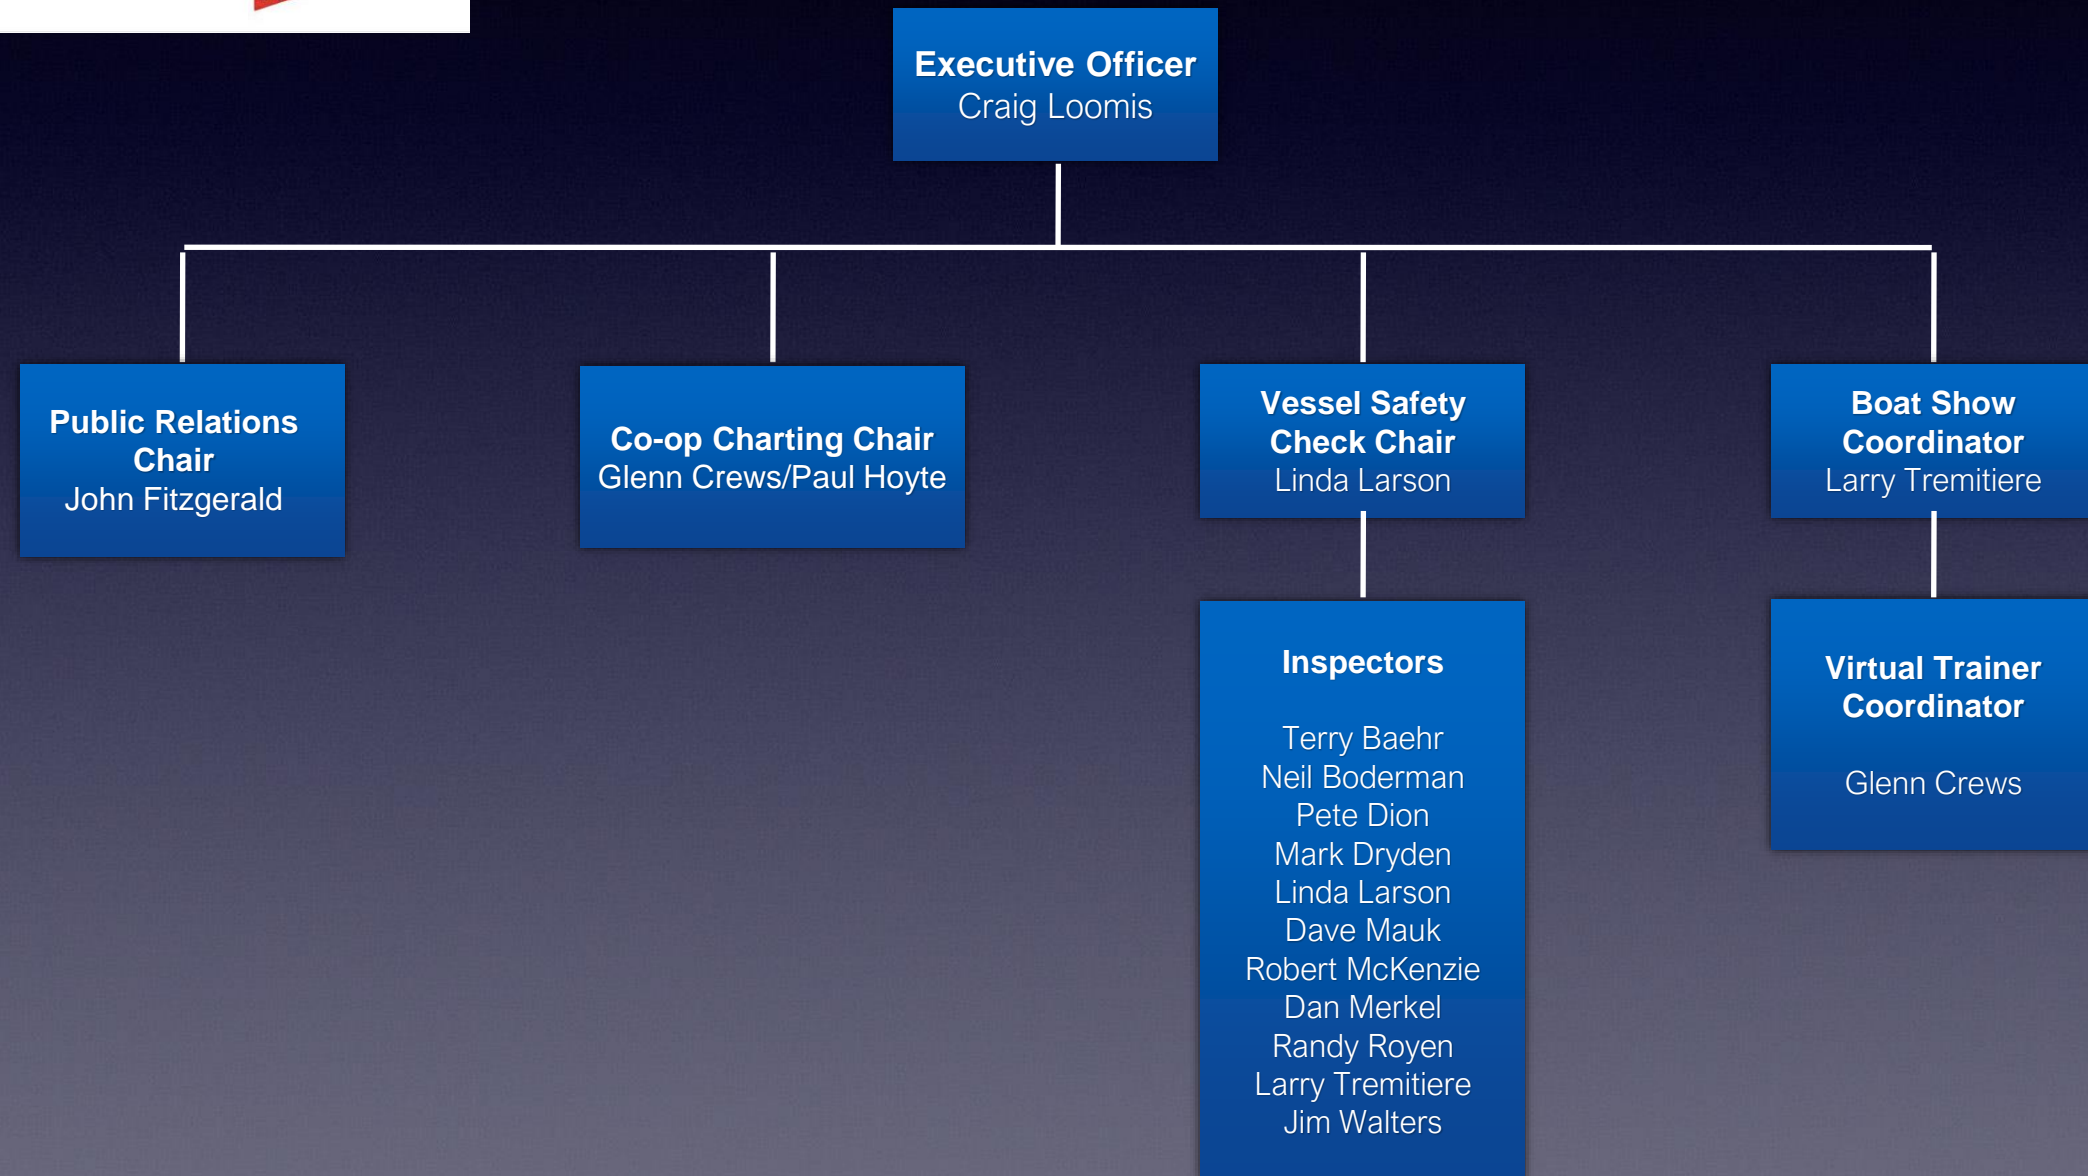 Executive Officer
Craig Loomis
Public Relations
Chair
John Fitzgerald
Co-op Charting Chair
Glenn Crews/Paul Hoyte
Vessel Safety
Check Chair
Linda Larson
Boat Show
Coordinator
Larry Tremitiere
Inspectors
Terry Baehr
Neil Boderman
Pete Dion
Mark Dryden
Linda Larson
Dave Mauk
Robert McKenzie
Dan Merkel
Randy Royen
Larry Tremitiere
Jim Walters
Virtual Trainer
Coordinator
Glenn Crews